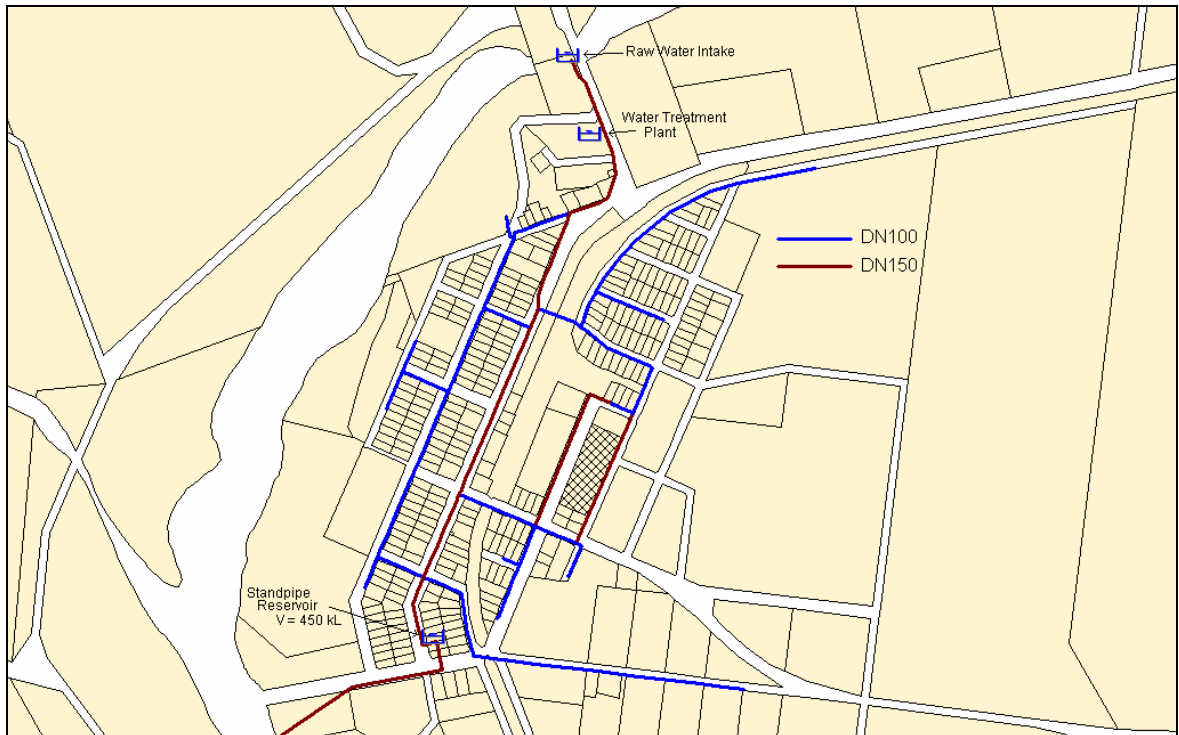 Raw Water Intake
Water Treatment
Plant
DN100
DN150
Standpipe
Reservoir
V = 450 kL